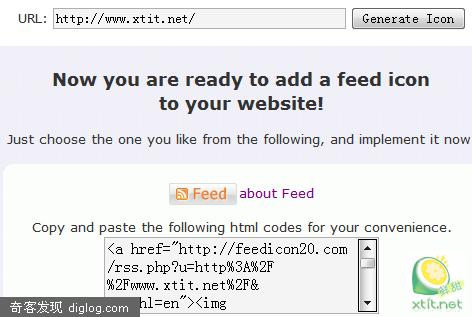 URL: http://www.xtit.net/ Generate Icon
Now you are ready to add a feed icon
to your website!
Just choose the one you like from the following, and implement it now
Feed about Feed
Copy and paste the following html codes for your convenience.
<a href="http://feedicon20.com
/rss.php?u=http%3A%2F
%2Fwww.xtit.net%2F&
hl=en"><img
奇客发现 diglog.com
鲜甜
xtit.net